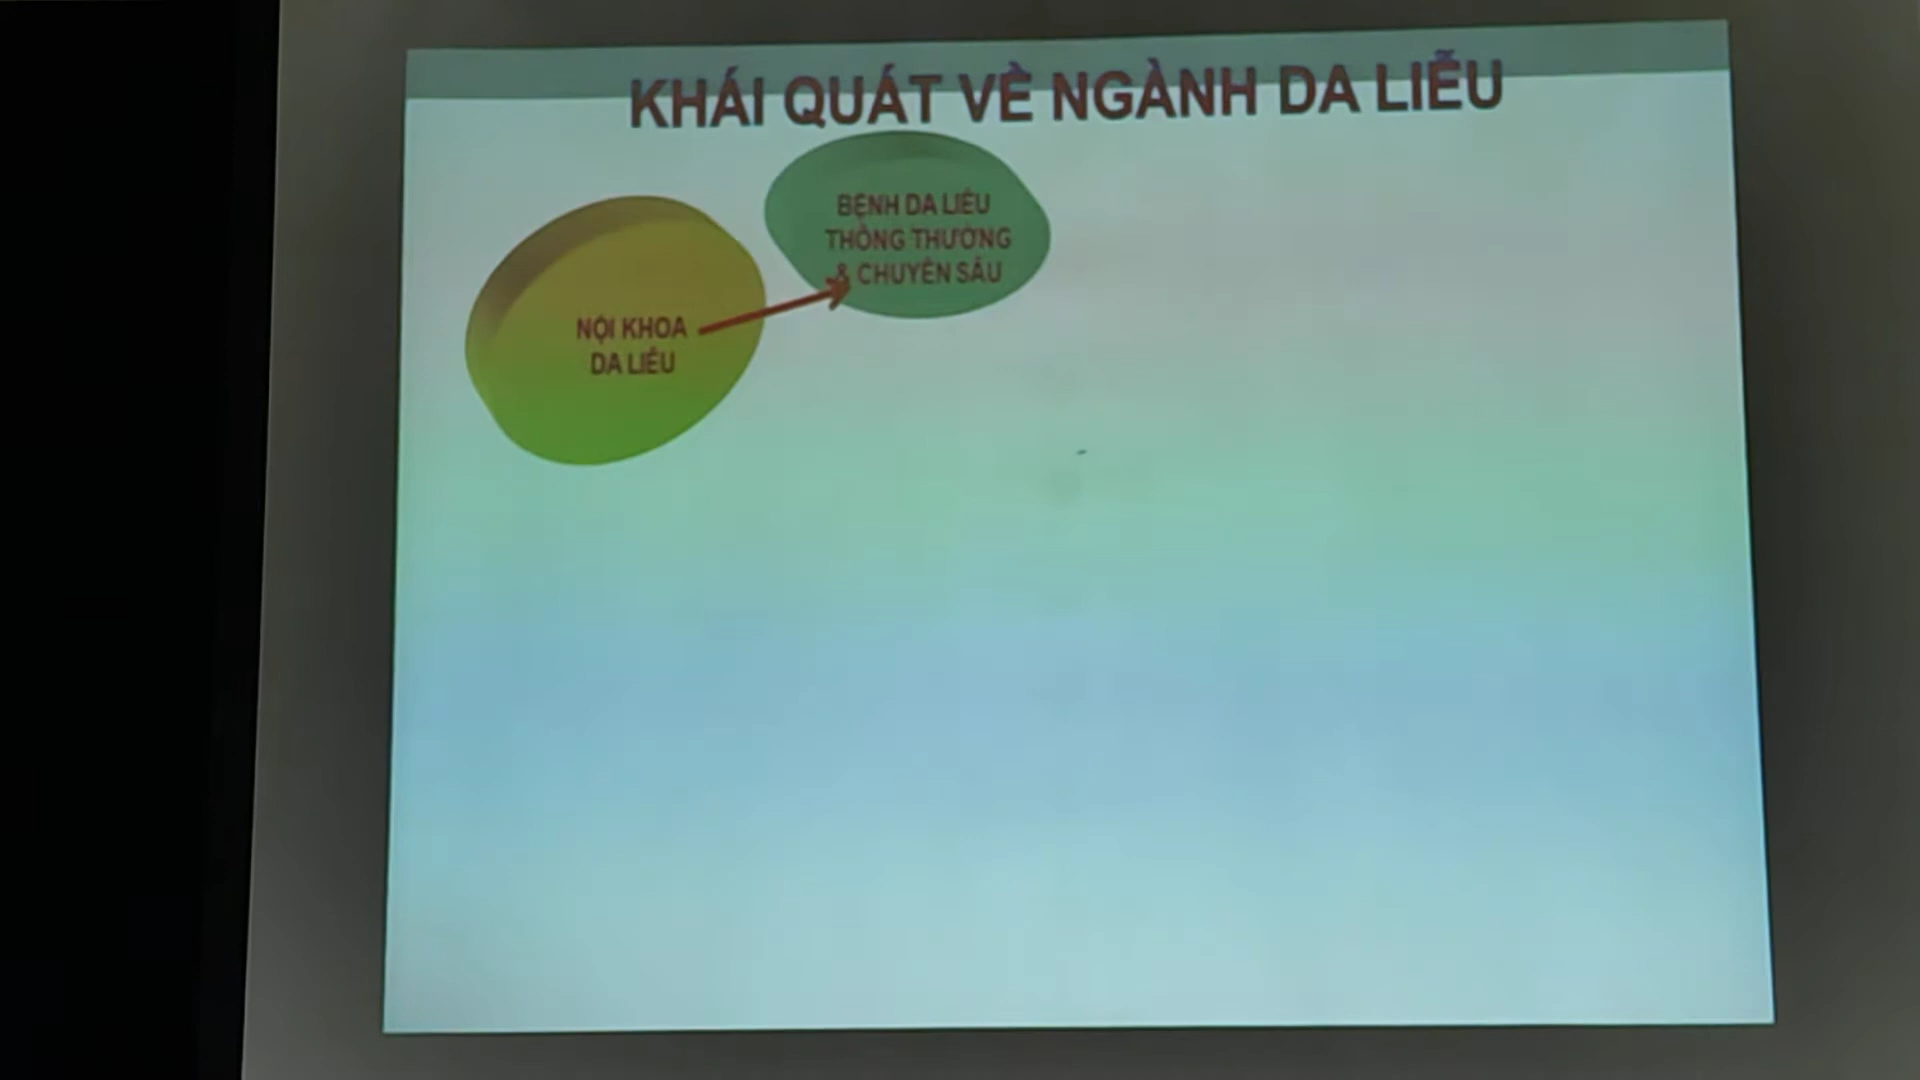 KHÁI QUÁT VỀ NGÀNH DA LIỄU
BỆNH DA LIỄU
THÔNG THƯỜNG
& CHUYÊN SÂU
NỘI KHOA
DA LIỄU